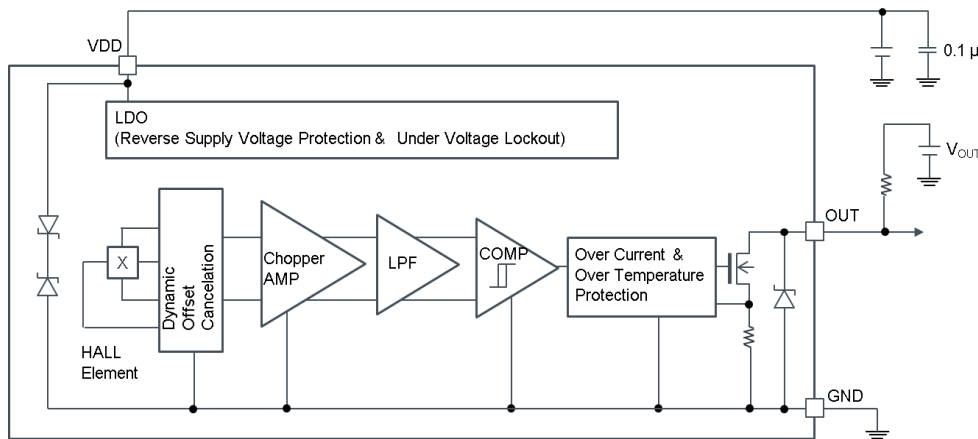 VDD
0.1 µ
LDO
(Reverse Supply Voltage Protection & Under Voltage Lockout)
VOUT
OUT
X
Dynamic
Offset
Cancelation
Chopper
AMP
LPF
COMP
Over Current &
Over Temperature
Protection
HALL
Element
GND